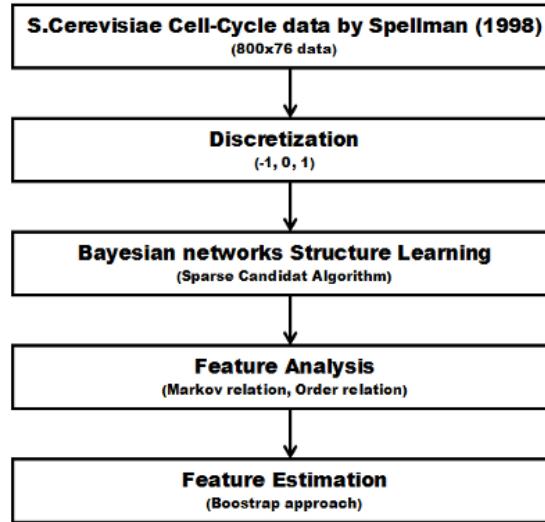 S.Cerevisiae Cell-Cycle data by Spellman (1998)
(800x76 data)
Discretization
(-1, 0, 1)
Bayesian networks Structure Learning
(Sparse Candidat Algorithm)
Feature Analysis
(Markov relation, Order relation)
Feature Estimation
(Boostrap approach)